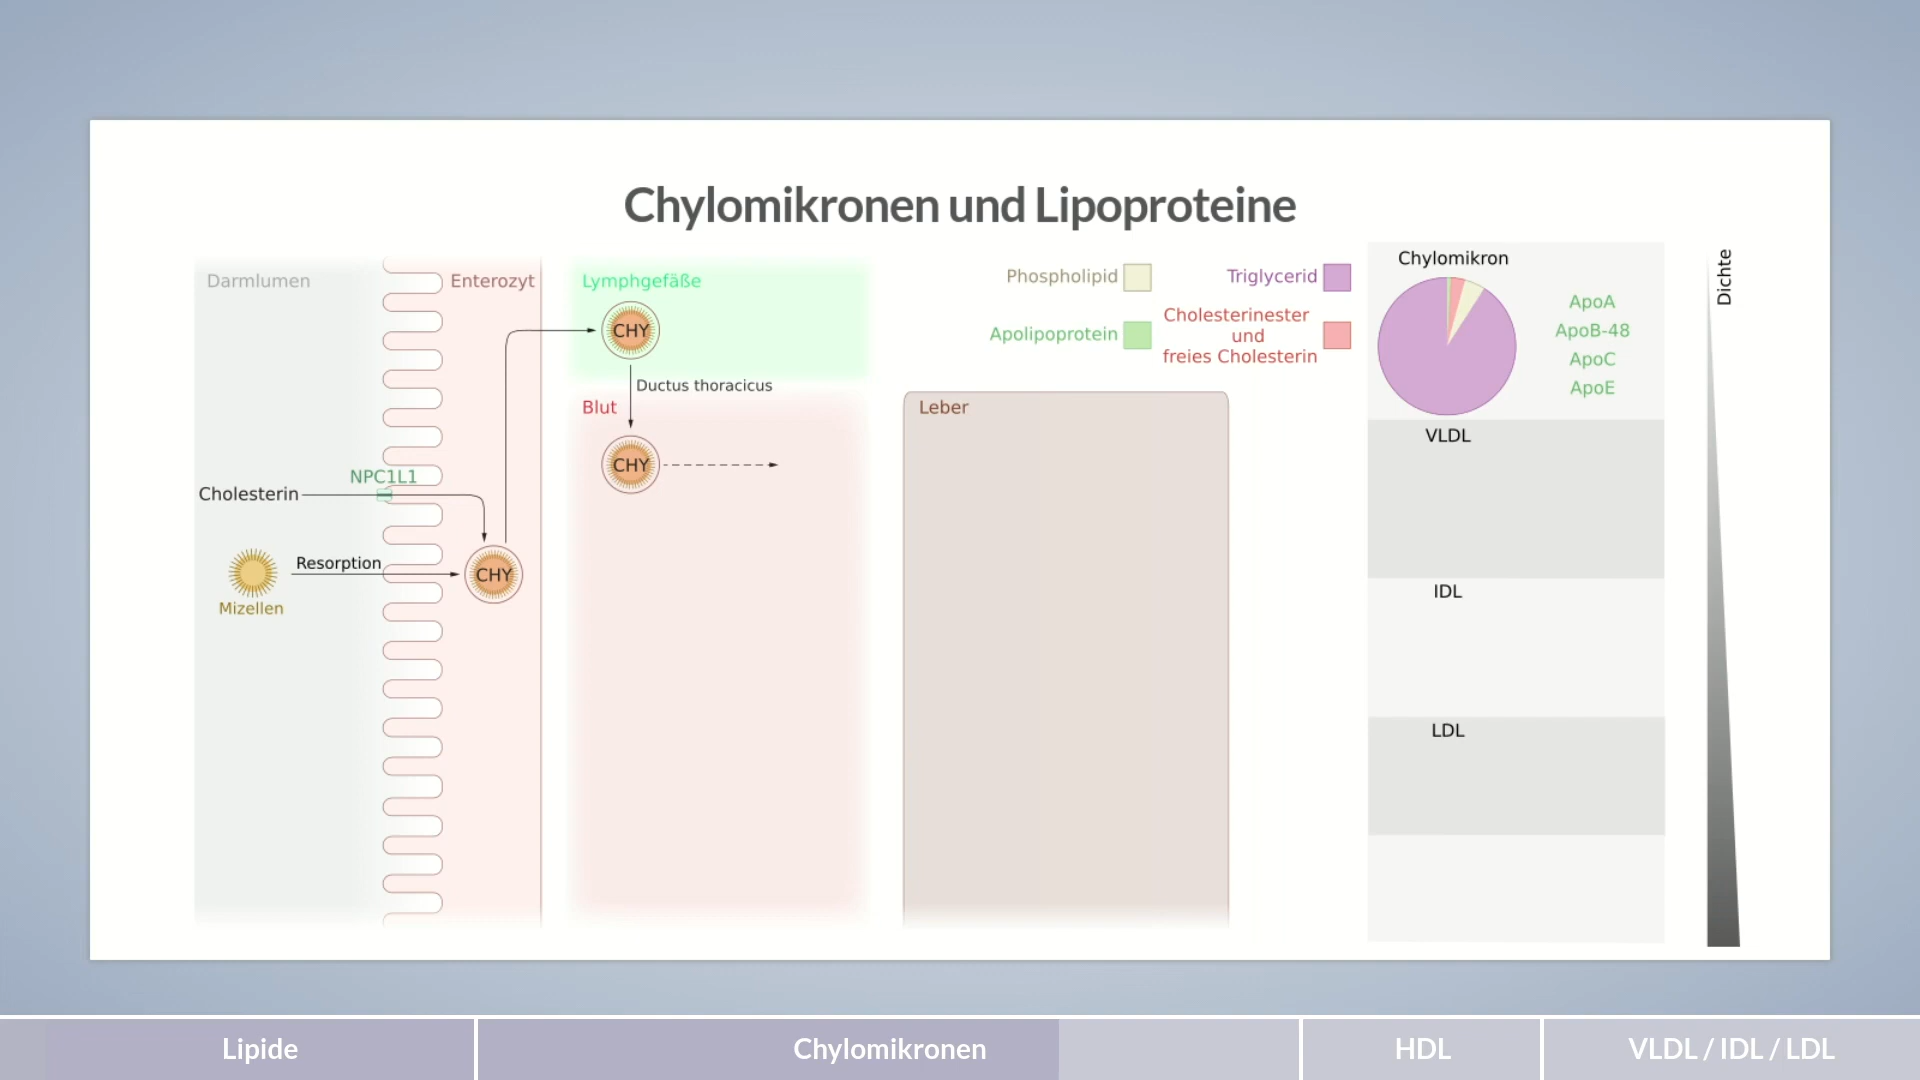 Chylomikronen und Lipoproteine
Darmlumen
Enterozyt
Cholesterin
NPC1L1
Mizellen
Resorption
CHY
Lymphgefäße
CHY
Ductus thoracicus
Blut
CHY
Phospholipid
Triglycerid
Apolipoprotein
Cholesterinester
und
freies Cholesterin
Leber
Chylomikron
ApoA
ApoB-48
ApoC
ApoE
VLDL
IDL
LDL
Dichte
Lipide
Chylomikronen
HDL
VLDL / IDL / LDL